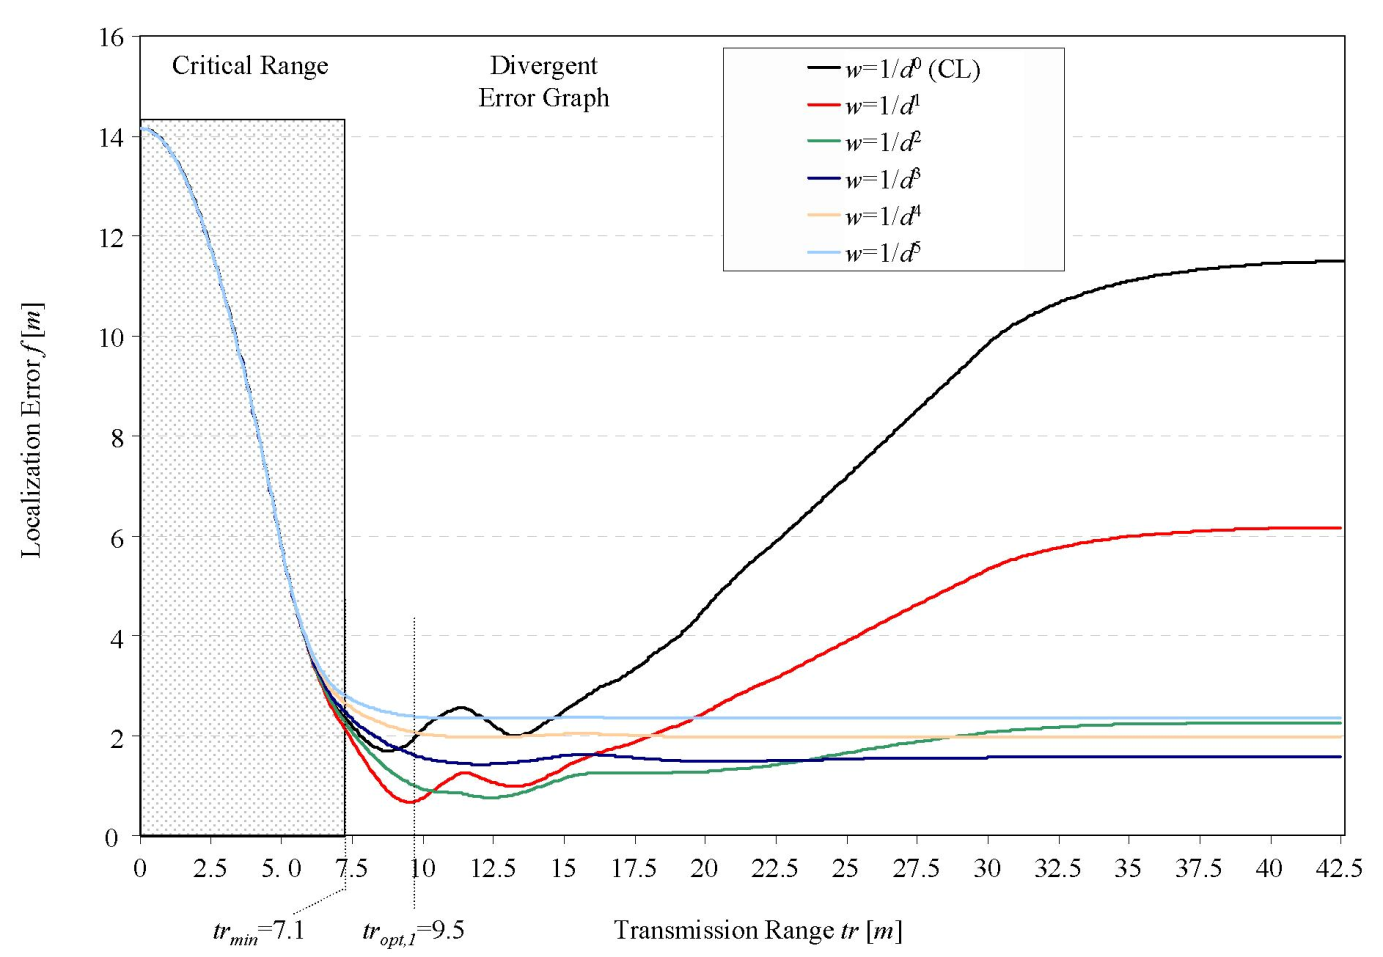 16
Critical Range
Divergent
Error Graph
w=1/d⁰ (CL)
w=1/d¹
w=1/d²
w=1/d³
w=1/d⁴
w=1/d⁵
14
12
10
8
6
4
2
0
Localization Error f [m]
0 2.5 5.0 7.5 10 12.5 15 17.5 20 22.5 25 27.5 30 32.5 35 37.5 40 42.5
tr_min=7.1 tr_opt,1=9.5 Transmission Range tr [m]